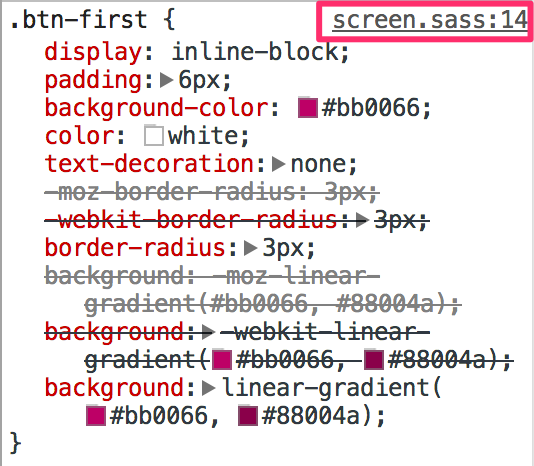 .btn-first { screen.sass:14
display: inline-block;
padding: 6px;
background-color: #bb0066;
color: white;
text-decoration: none;
-moz-border-radius: 3px;
-webkit-border-radius: 3px;
border-radius: 3px;
background: -moz-linear-
gradient(#bb0066, #88004a);
background: -webkit-linear-
gradient(#bb0066, #88004a);
background: linear-gradient(
#bb0066, #88004a);
}